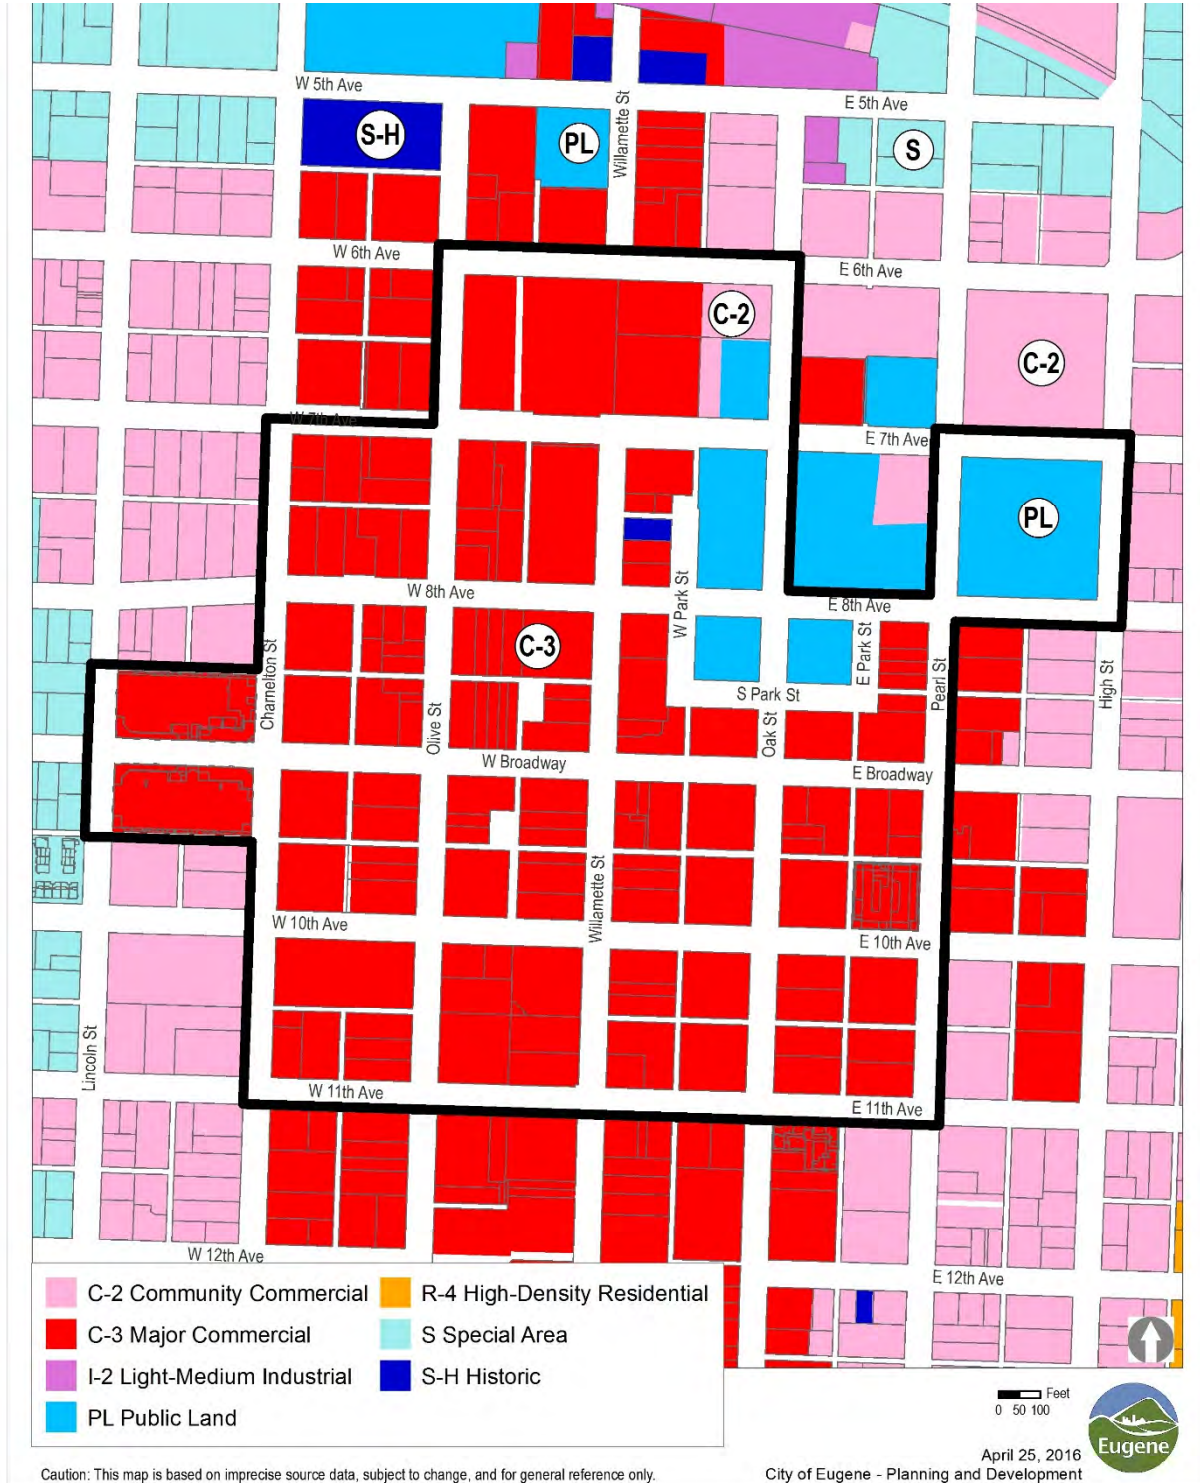 W 5th Ave
E 5th Ave
Willamette St
S-H
PL
S
W 6th Ave
E 6th Ave
C-2
C-2
W 7th Ave
E 7th Ave
PL
W 8th Ave
E 8th Ave
W Park St
E Park St
C-3
Charnelton St
Olive St
S Park St
Oak St
Pearl St
High St
W Broadway
E Broadway
Willamette St
W 10th Ave
E 10th Ave
Lincoln St
W 11th Ave
E 11th Ave
W 12th Ave
E 12th Ave
C-2 Community Commercial
R-4 High-Density Residential
C-3 Major Commercial
S Special Area
I-2 Light-Medium Industrial
S-H Historic
PL Public Land
Feet
0 50 100
Eugene
April 25, 2016
Caution: This map is based on imprecise source data, subject to change, and for general reference only.
City of Eugene - Planning and Development